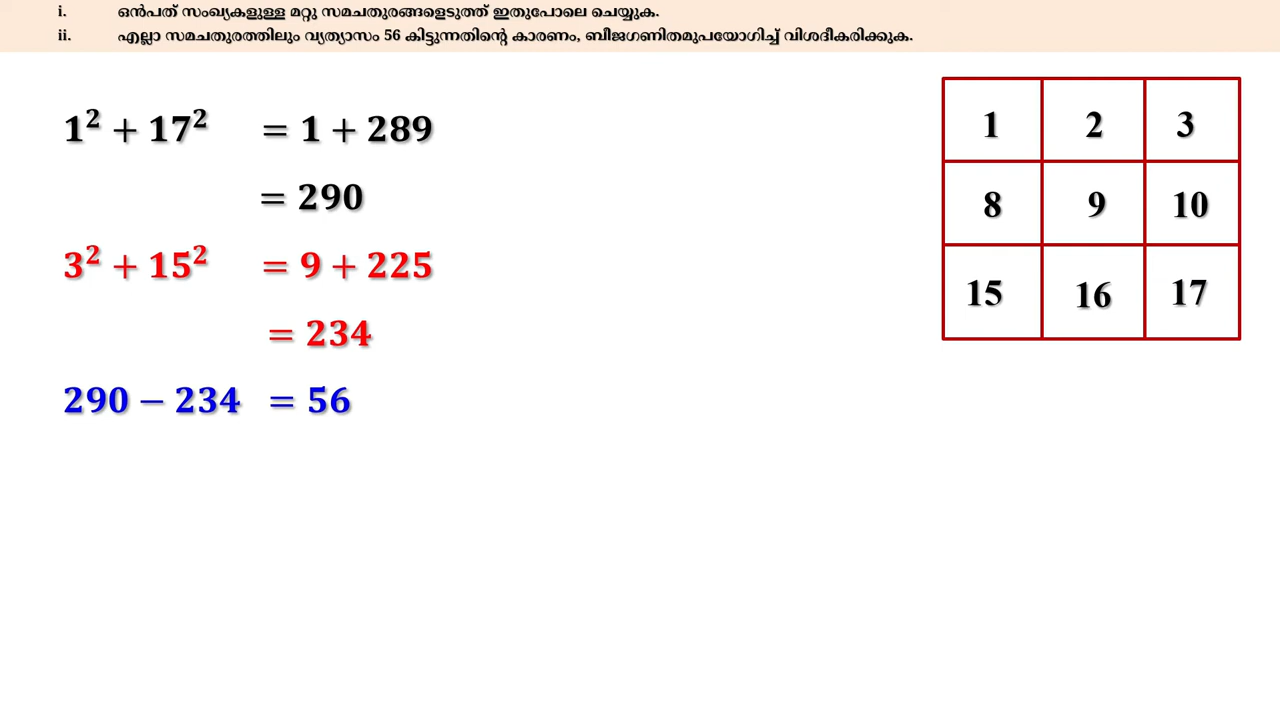 i. ഒൻപത് സംഖ്യകളുള്ള മറ്റു സമചതുരങ്ങളെടുത്ത് ഇതുപോലെ ചെയ്യുക.
ii. എല്ലാ സമചതുരത്തിലും വ്യത്യാസം 56 കിട്ടുന്നതിന്റെ കാരണം, ബീജഗണിതമുപയോഗിച്ച് വിശദീകരിക്കുക.
1² + 17² = 1 + 289
= 290
3² + 15² = 9 + 225
= 234
290 − 234 = 56
1 2 3
8 9 10
15 16 17